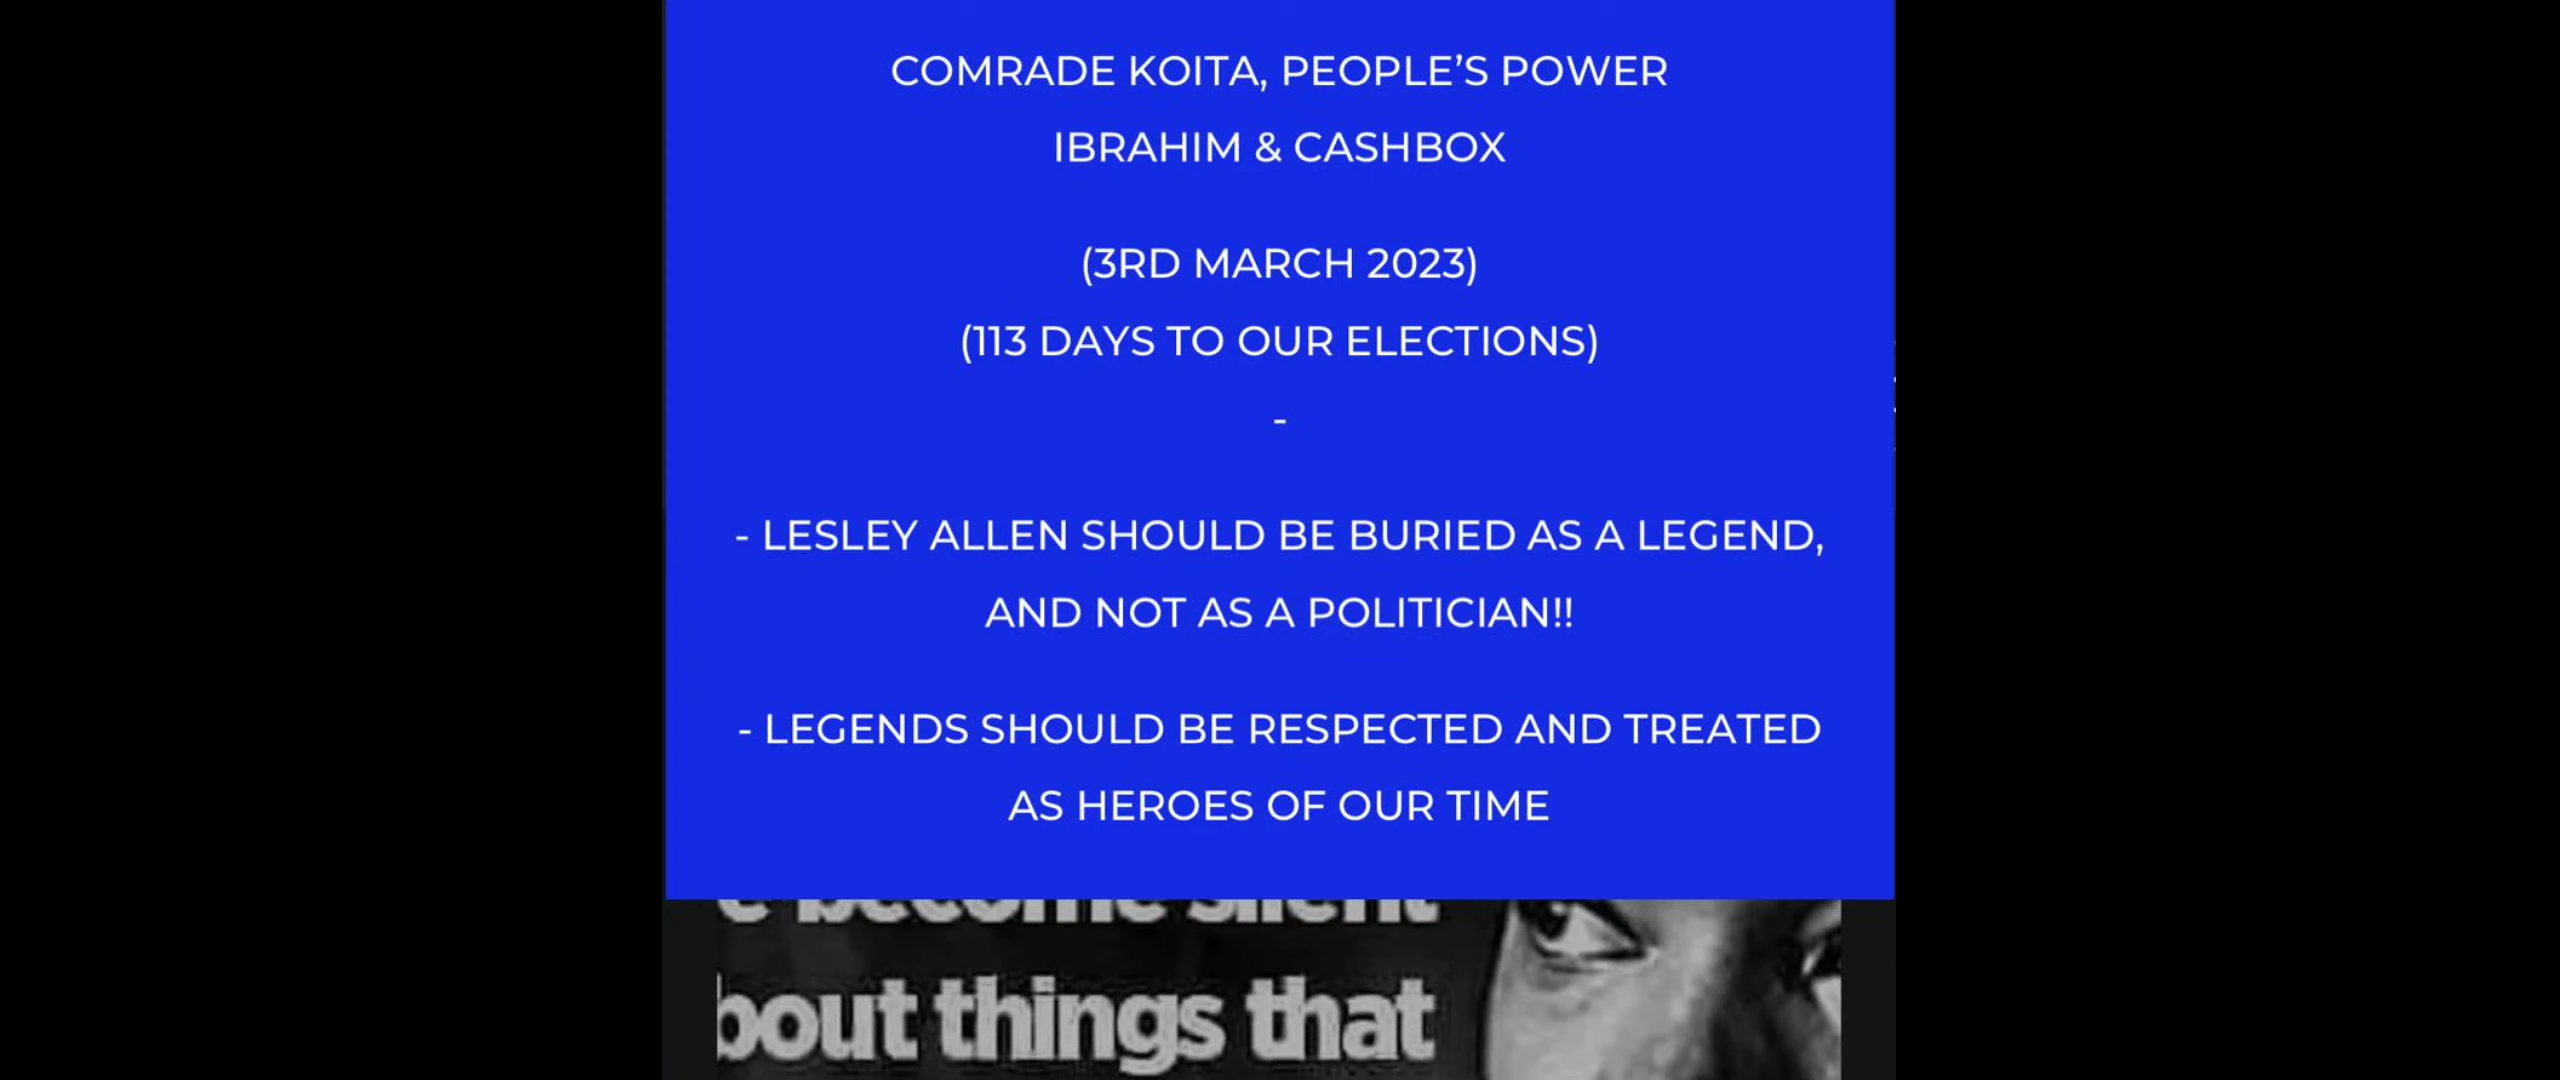 COMRADE KOITA, PEOPLE’S POWER
IBRAHIM & CASHBOX
(3RD MARCH 2023)
(113 DAYS TO OUR ELECTIONS)
-
- LESLEY ALLEN SHOULD BE BURIED AS A LEGEND,
AND NOT AS A POLITICIAN!!
- LEGENDS SHOULD BE RESPECTED AND TREATED
AS HEROES OF OUR TIME
e become silent
bout things that